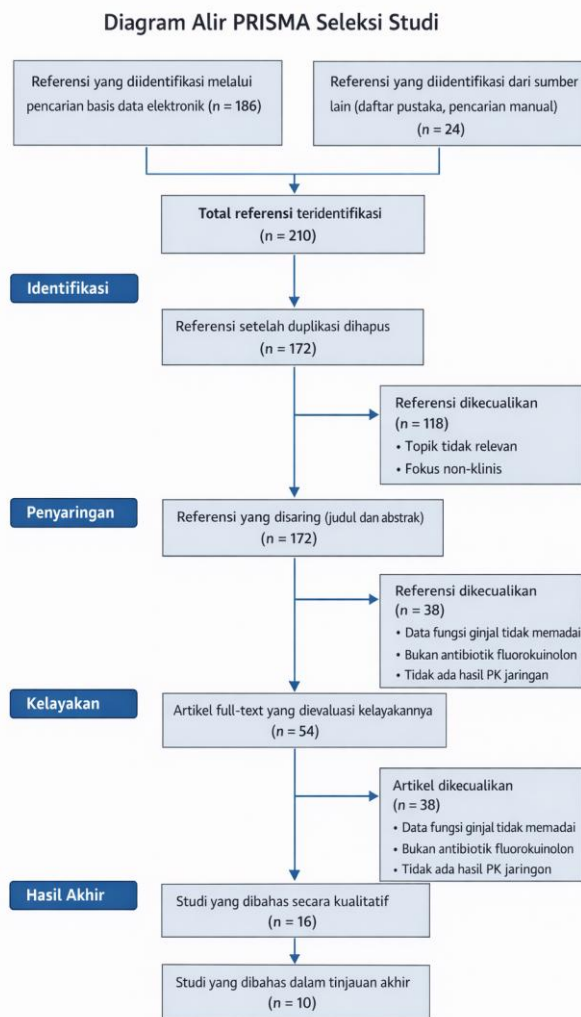 Diagram Alir PRISMA Seleksi Studi
Referensi yang diidentifikasi melalui
pencarian basis data elektronik (n = 186)
Referensi yang diidentifikasi dari sumber
lain (daftar pustaka, pencarian manual)
(n = 24)
Total referensi teridentifikasi
(n = 210)
Identifikasi
Referensi setelah duplikasi dihapus
(n = 172)
Referensi dikecualikan
(n = 118)
• Topik tidak relevan
• Fokus non-klinis
Penyaringan
Referensi yang disaring (judul dan abstrak)
(n = 172)
Referensi dikecualikan
(n = 38)
• Data fungsi ginjal tidak memadai
• Bukan antibiotik fluorokuinolon
• Tidak ada hasil PK jaringan
Kelayakan
Artikel full-text yang dievaluasi kelayakannya
(n = 54)
Artikel dikecualikan
(n = 38)
• Data fungsi ginjal tidak memadai
• Bukan antibiotik fluorokuinolon
• Tidak ada hasil PK jaringon
Hasil Akhir
Studi yang dibahas secara kualitatif
(n = 16)
Studi yang dibahas dalam tinjauan akhir
(n = 10)